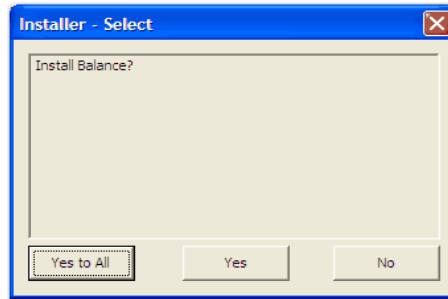 Installer - Select
Install Balance?
Yes to All
Yes
No